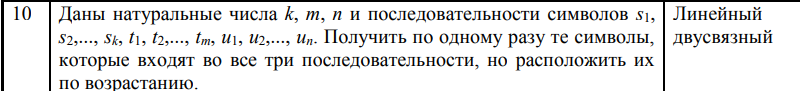 10 Даны натуральные числа k, m, n и последовательности символов s1, Линейный
s2,..., sk, t1, t2,..., tm, u1, u2,..., un. Получить по одному разу те символы, двусвязный
которые входят во все три последовательности, но расположить их
по возрастанию.